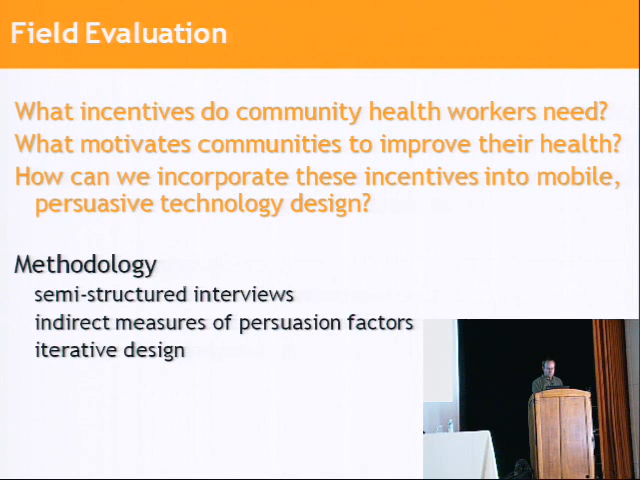 Field Evaluation
What incentives do community health workers need?
What motivates communities to improve their health?
How can we incorporate these incentives into mobile,
persuasive technology design?
Methodology
semi-structured interviews
indirect measures of persuasion factors
iterative design